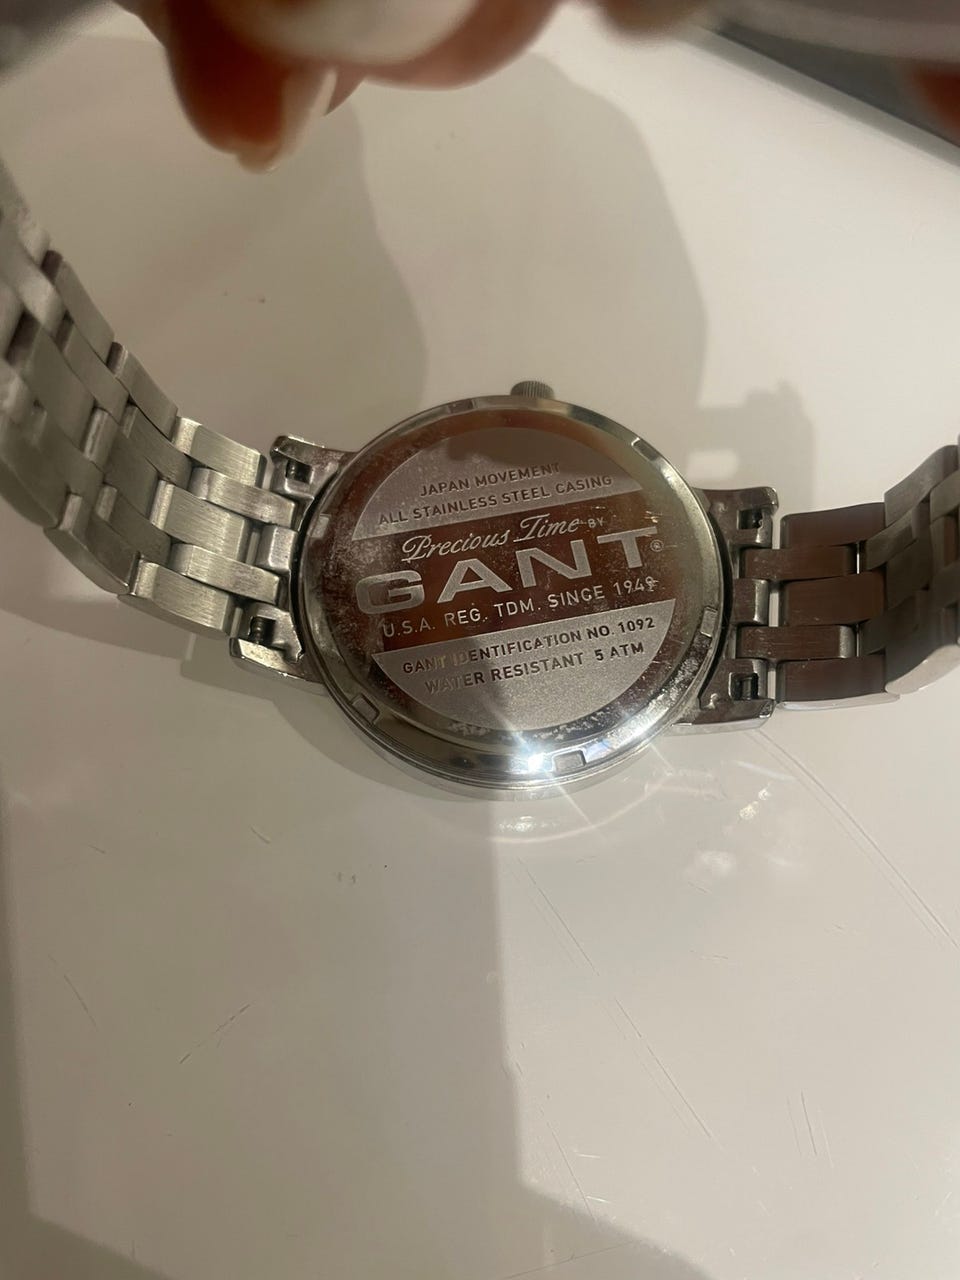 JAPAN MOVEMENT
ALL STAINLESS STEEL CASING
Precious Time BY
GANT®
U.S.A. REG. TDM. SINCE 1949
GANT IDENTIFICATION NO. 1092
WATER RESISTANT 5 ATM